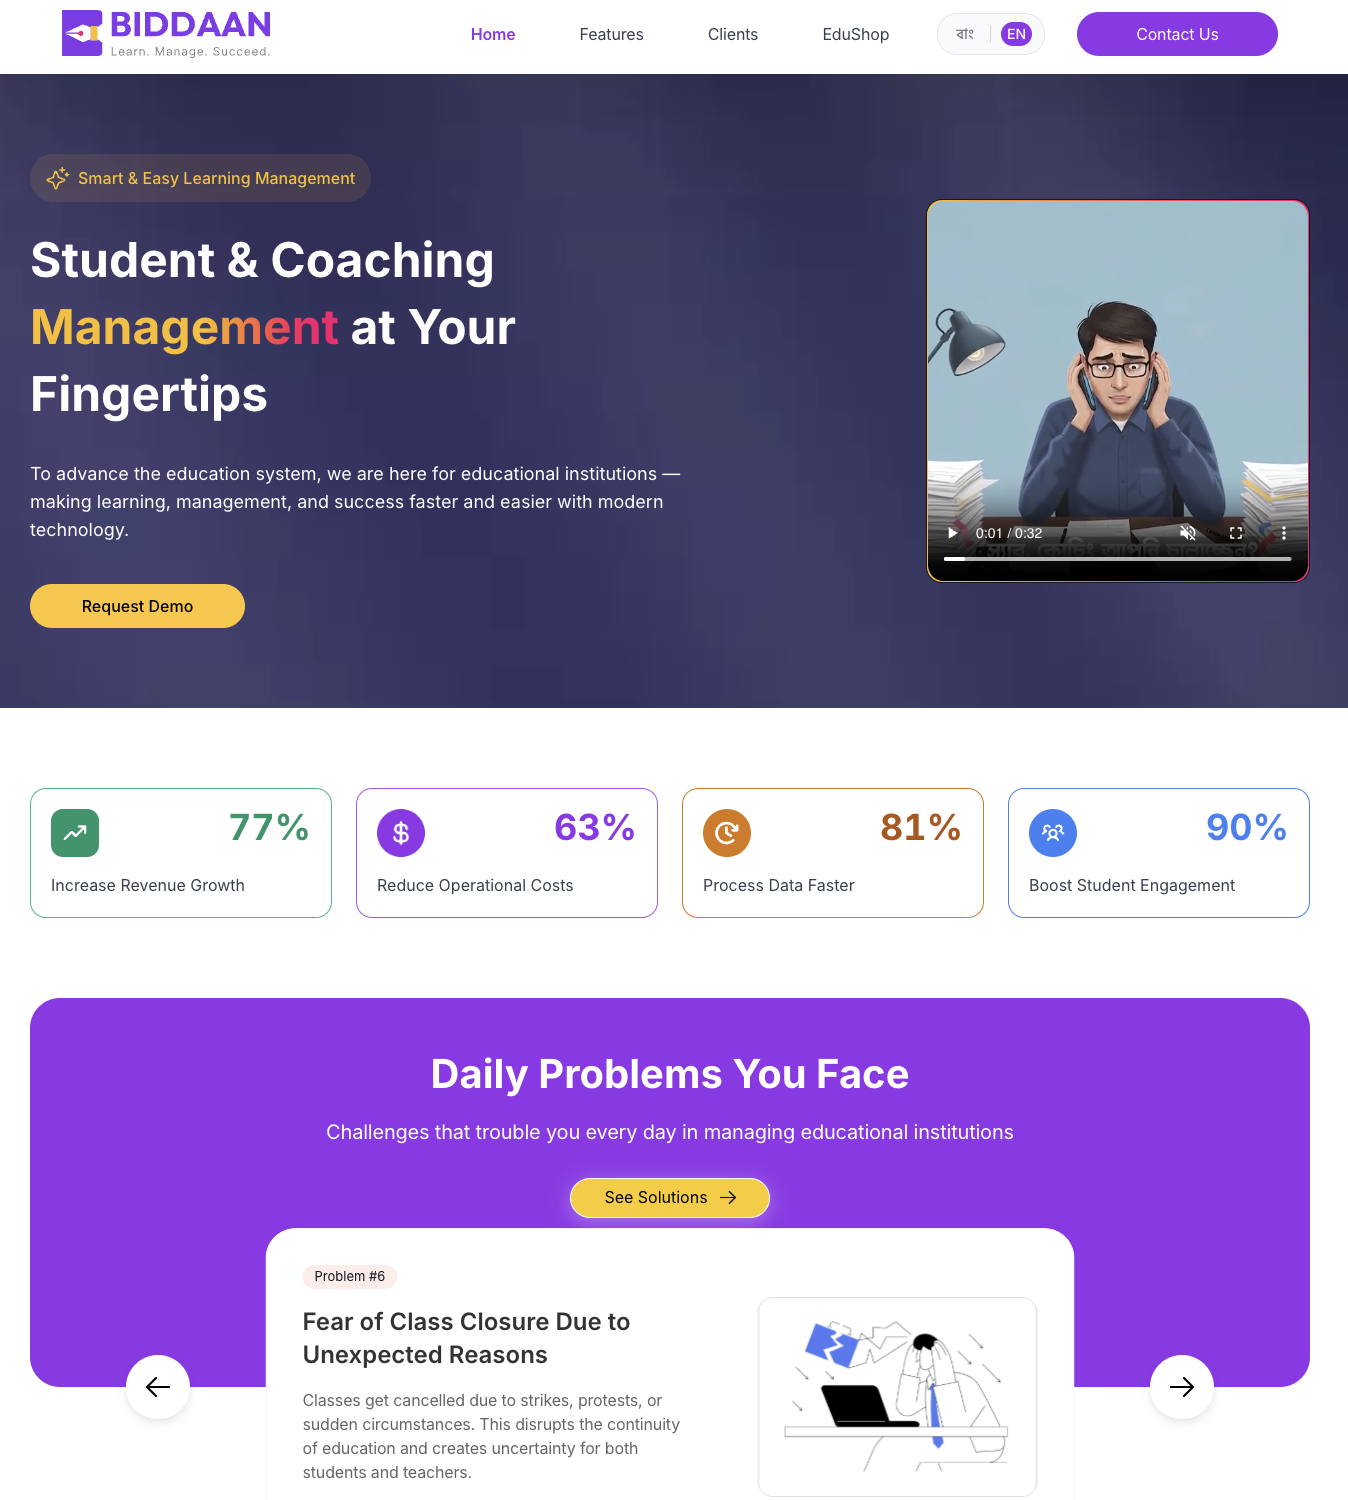 BIDDAAN
Learn. Manage. Succeed.
Home
Features
Clients
EduShop
বাং
EN
Contact Us
Smart & Easy Learning Management
Student & Coaching
Management at Your
Fingertips
To advance the education system, we are here for educational institutions —
making learning, management, and success faster and easier with modern
technology.
Request Demo
0:01 / 0:32
স্যার, কোচিং আপনি চালাচ্ছেন?
77%
Increase Revenue Growth
63%
Reduce Operational Costs
81%
Process Data Faster
90%
Boost Student Engagement
Daily Problems You Face
Challenges that trouble you every day in managing educational institutions
See Solutions
Problem #6
Fear of Class Closure Due to
Unexpected Reasons
Classes get cancelled due to strikes, protests, or
sudden circumstances. This disrupts the continuity
of education and creates uncertainty for both
students and teachers.